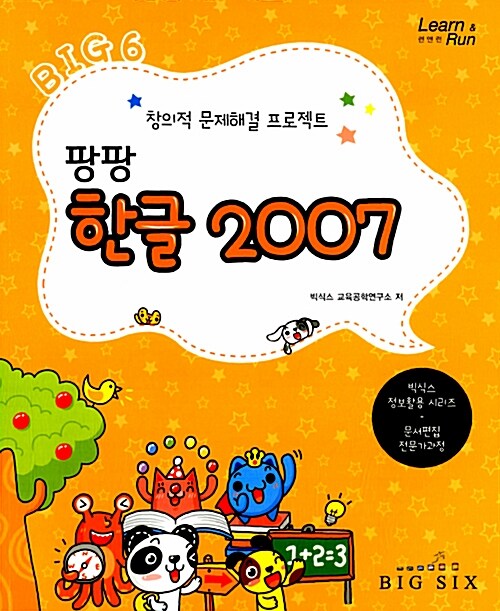 Learn &
런앤런 Run
BIG 6
창의적 문제해결 프로젝트
팡팡
한글 2007
빅식스 교육공학연구소 저
빅식스
정보활용 시리즈
문서편집
전문가과정
1+2=3
BIG SIX